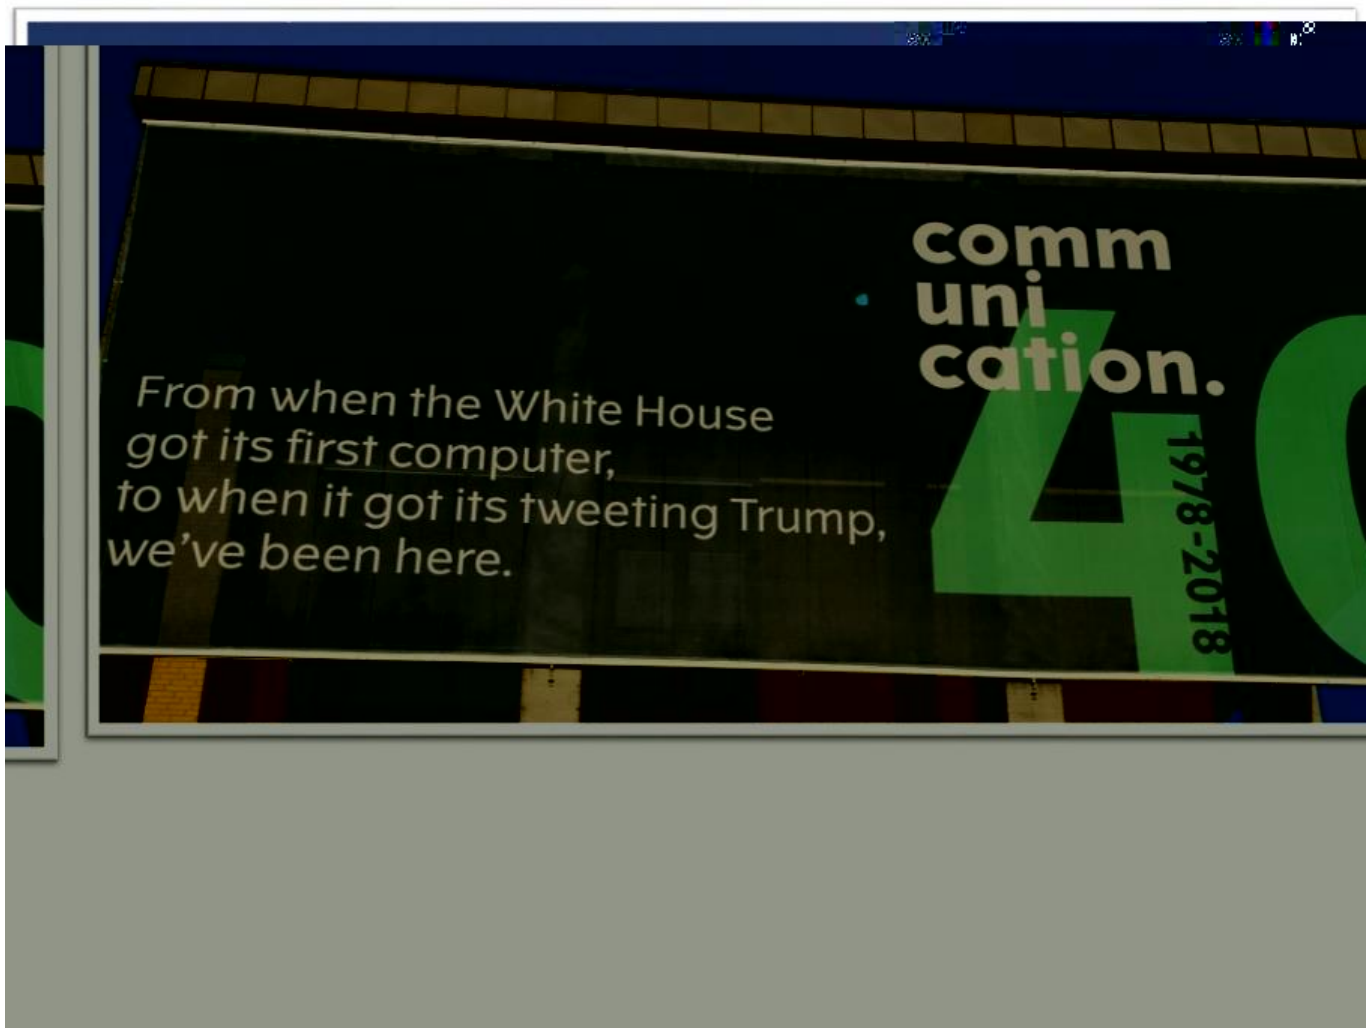 From when the White House
got its first computer,
to when it got its tweeting Trump,
we've been here.
comm
uni
cation.
40
1978-2018